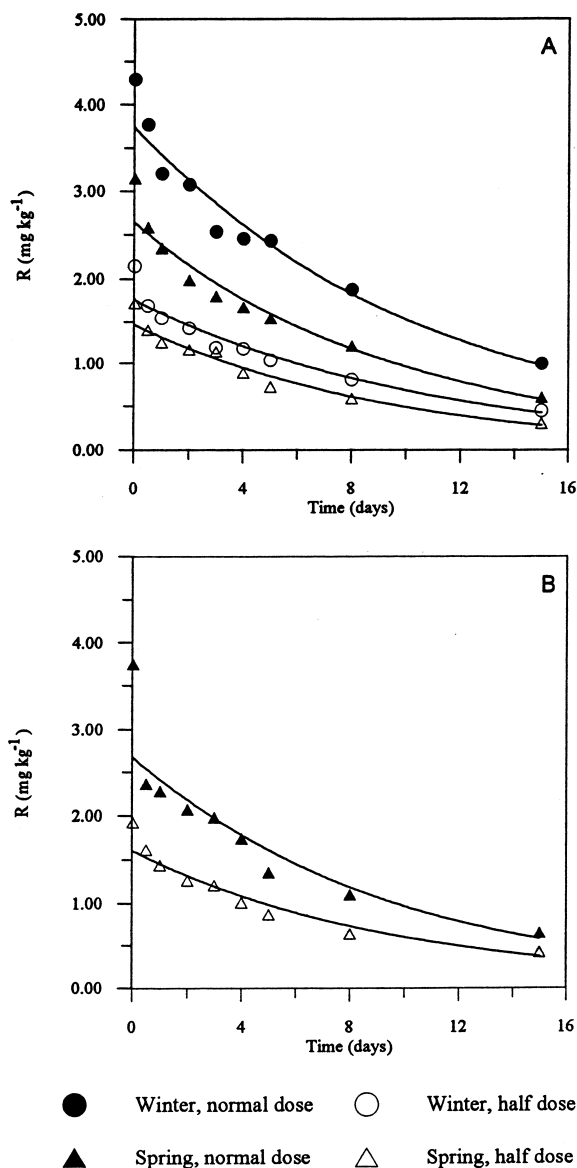 5.00
A
4.00
3.00
R (mg kg-1)
2.00
1.00
0.00
0 4 8 12 16
Time (days)
5.00
B
4.00
3.00
R (mg kg-1)
2.00
1.00
0.00
0 4 8 12 16
Time (days)
Winter, normal dose Winter, half dose
Spring, normal dose Spring, half dose